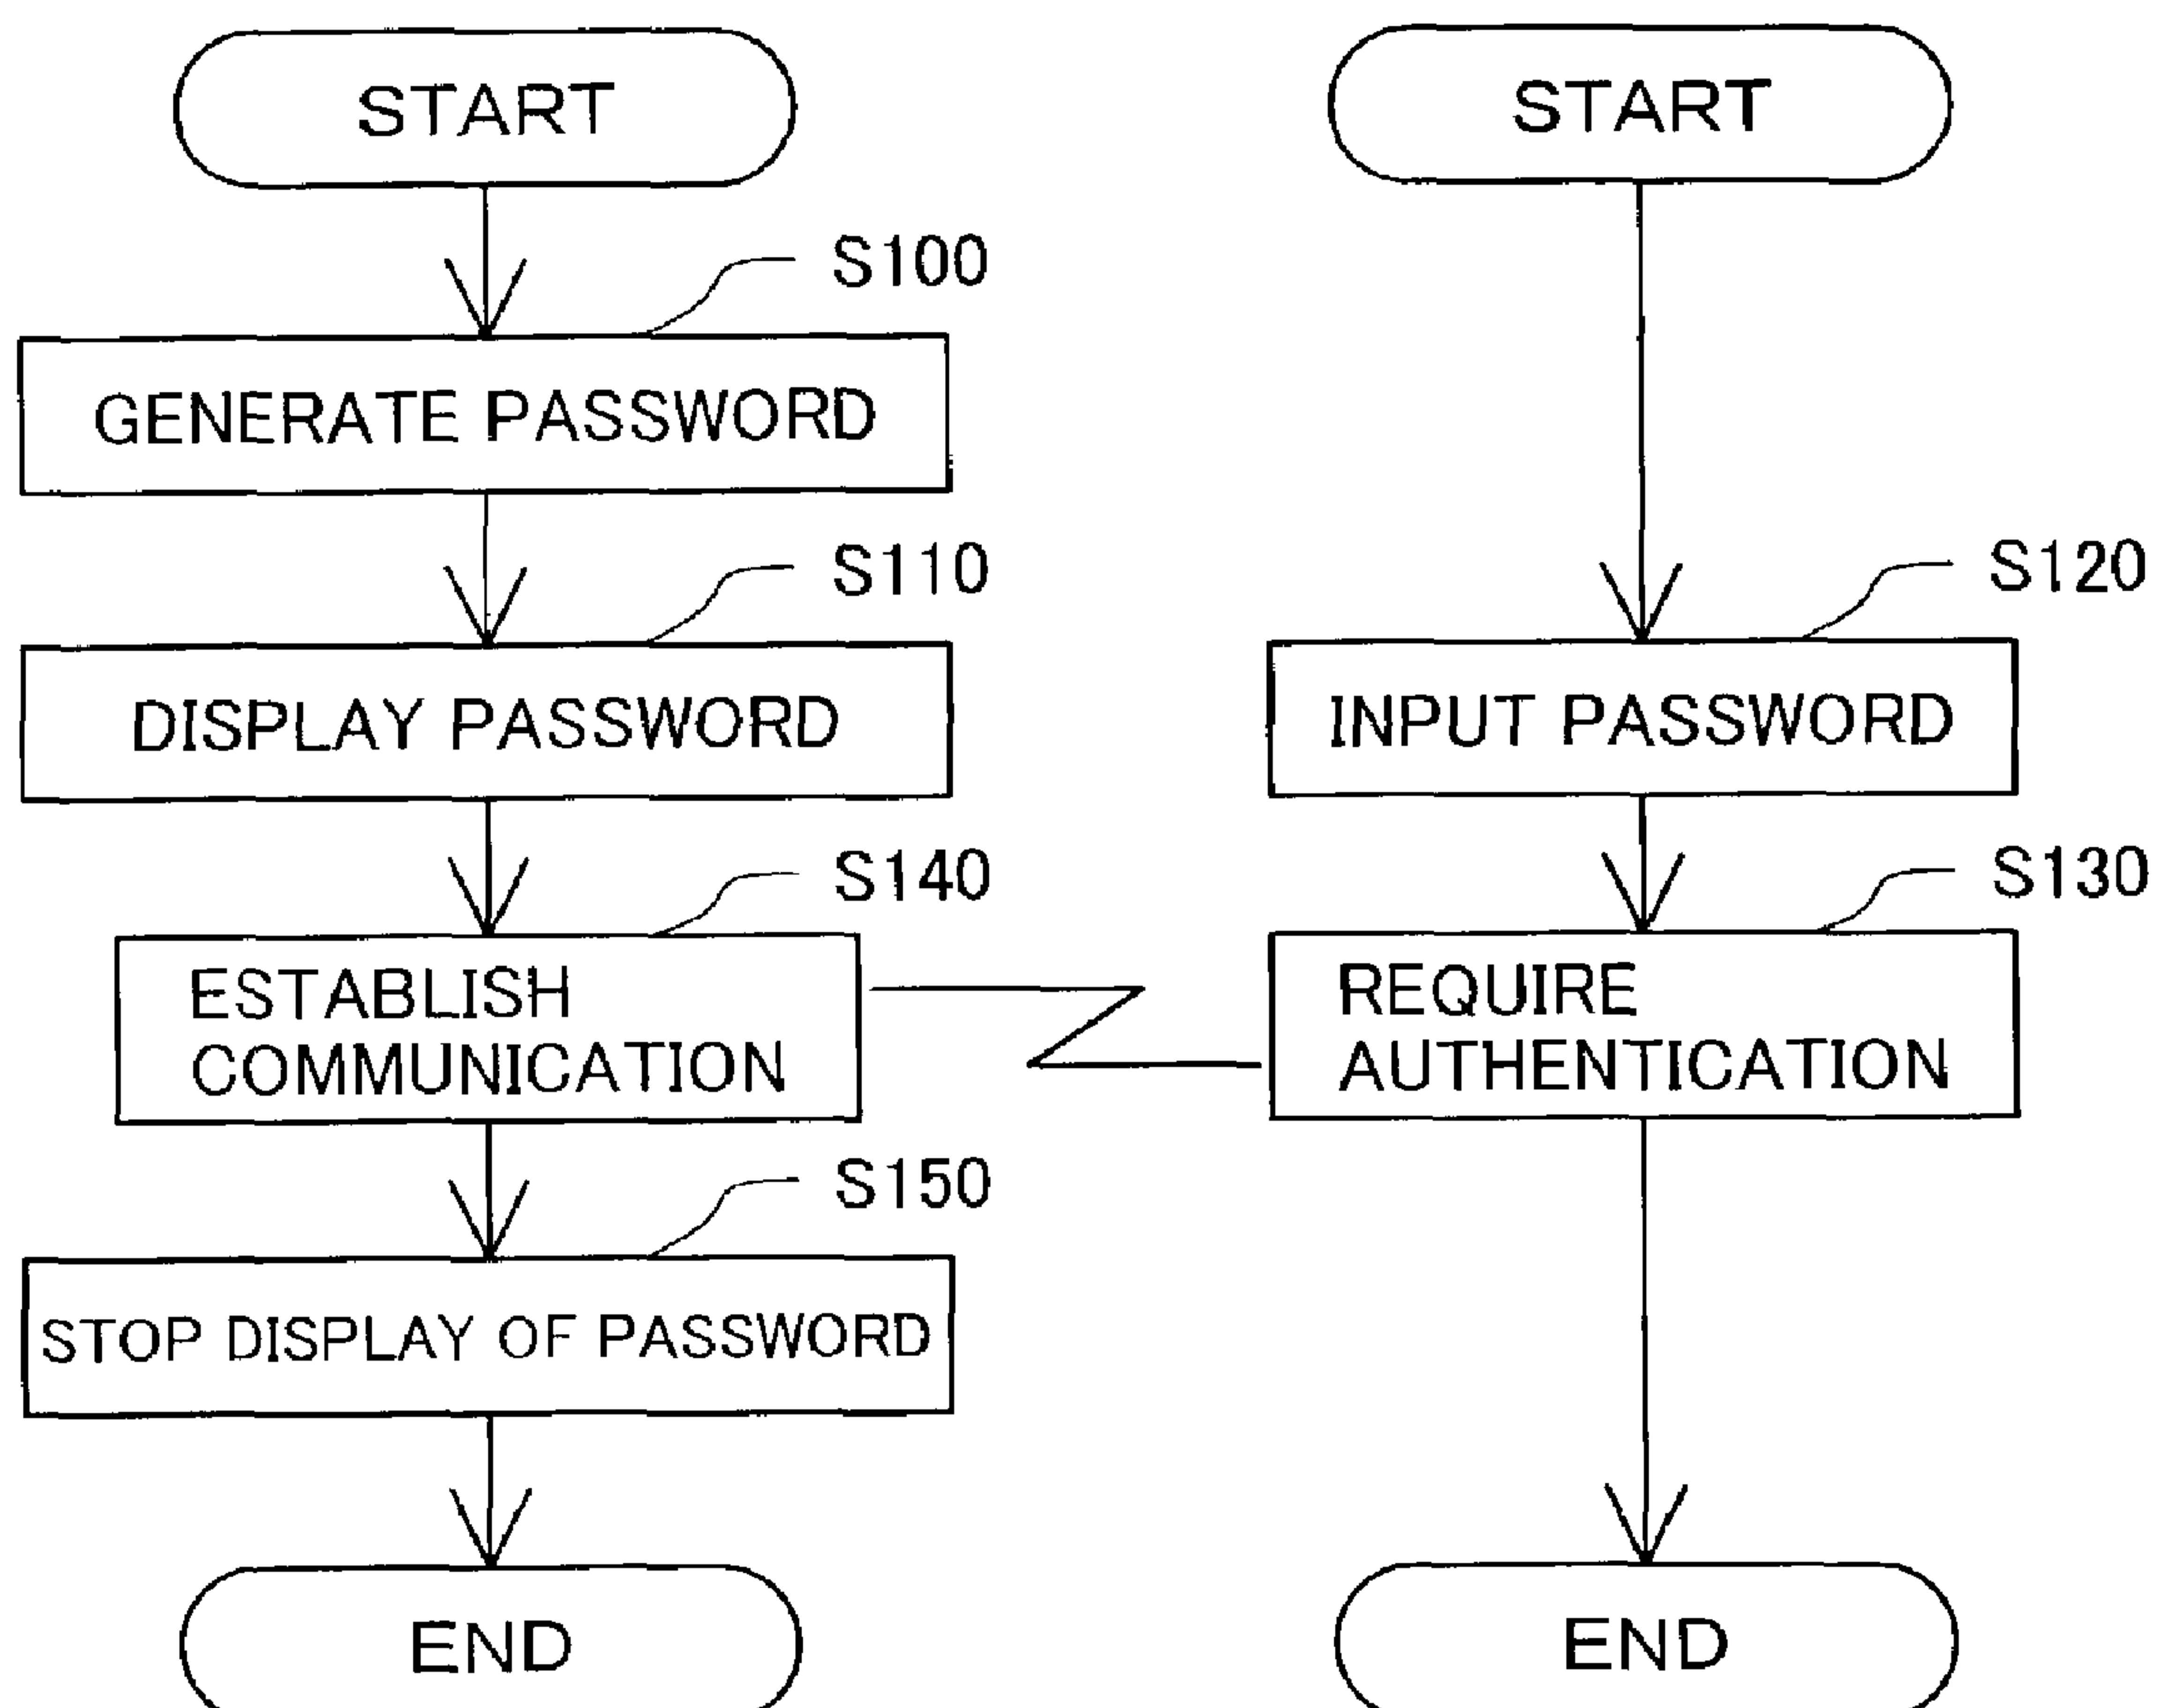 START
S100
GENERATE PASSWORD
S110
DISPLAY PASSWORD
S140
ESTABLISH
COMMUNICATION
S150
STOP DISPLAY OF PASSWORD
END
START
S120
INPUT PASSWORD
S130
REQUIRE
AUTHENTICATION
END